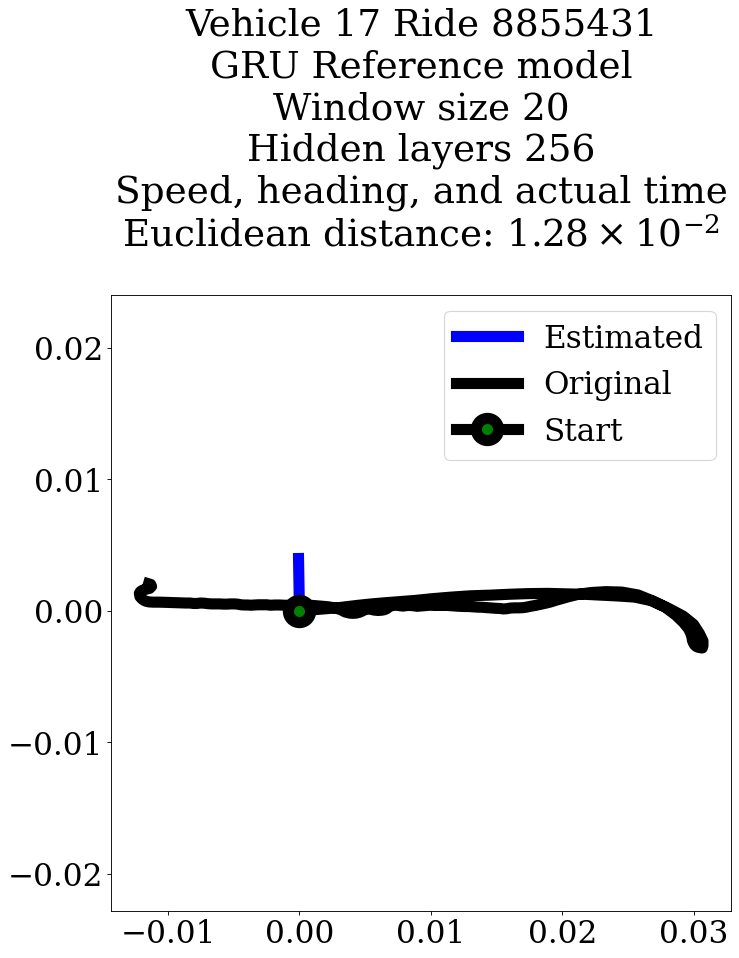 Vehicle 17 Ride 8855431
GRU Reference model
Window size 20
Hidden layers 256
Speed, heading, and actual time
Euclidean distance: 1.28 × 10⁻²
Estimated
Original
Start
0.02
0.01
0.00
−0.01
−0.02
−0.01 0.00 0.01 0.02 0.03